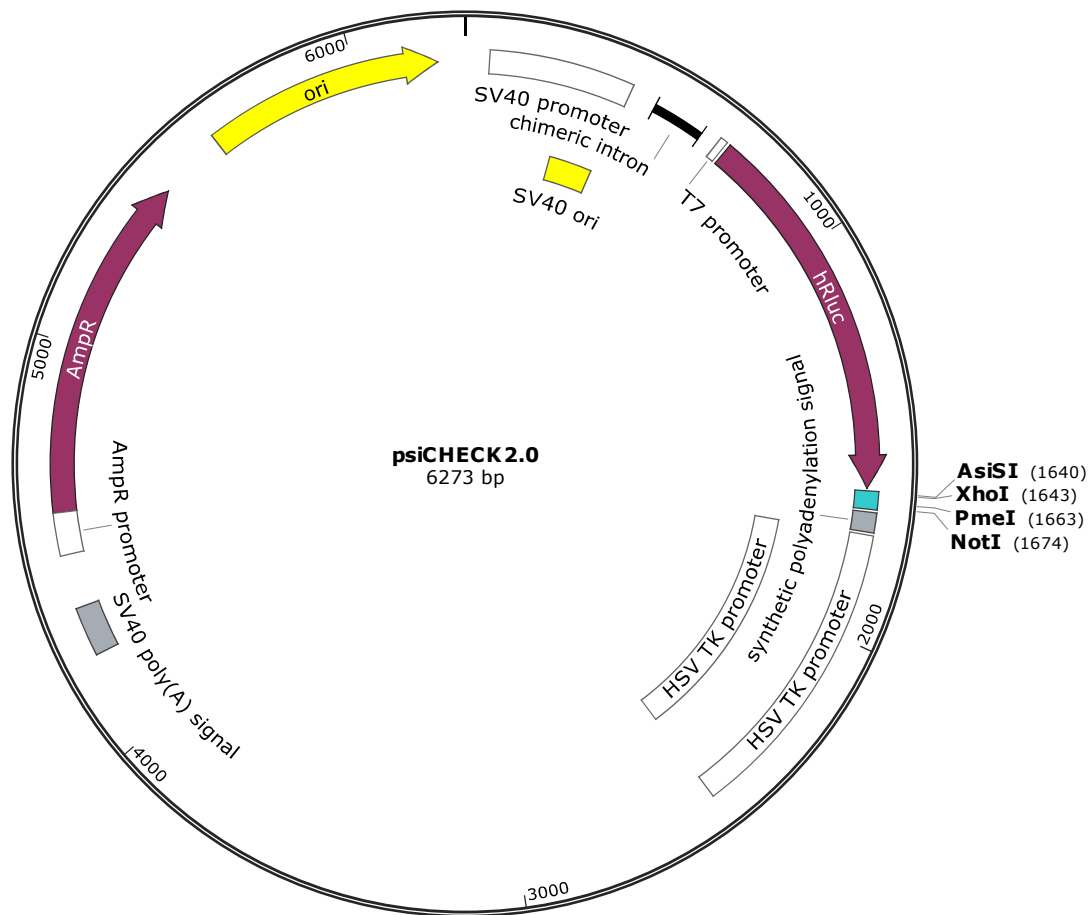 6000
ori
SV40 promoter
chimeric intron
SV40 ori
T7 promoter
1000
hRluc
AmpR
5000
psiCHECK2.0
6273 bp
synthetic polyadenylation signal
AsiSI (1640)
XhoI (1643)
PmeI (1663)
NotI (1674)
AmpR promoter
HSV TK promoter
HSV TK promoter
2000
SV40 poly(A) signal
4000
3000